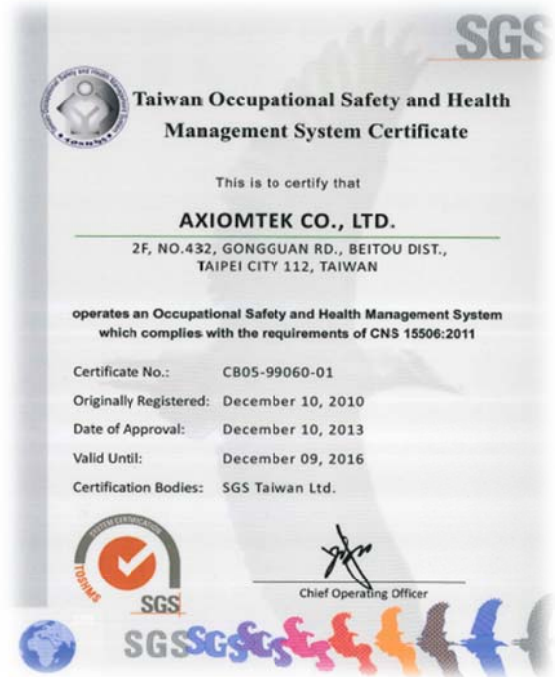 SGS
Taiwan Occupational Safety and Health
Management System Certificate
This is to certify that
AXIOMTEK CO., LTD.
2F, NO.432, GONGGUAN RD., BEITOU DIST.,
TAIPEI CITY 112, TAIWAN
operates an Occupational Safety and Health Management System
which complies with the requirements of CNS 15506:2011
Certificate No.: CB05-99060-01
Originally Registered: December 10, 2010
Date of Approval: December 10, 2013
Valid Until: December 09, 2016
Certification Bodies: SGS Taiwan Ltd.
SYSTEM CERTIFICATION
TOSHMS
SGS
Chief Operating Officer
SGSSGSSGS